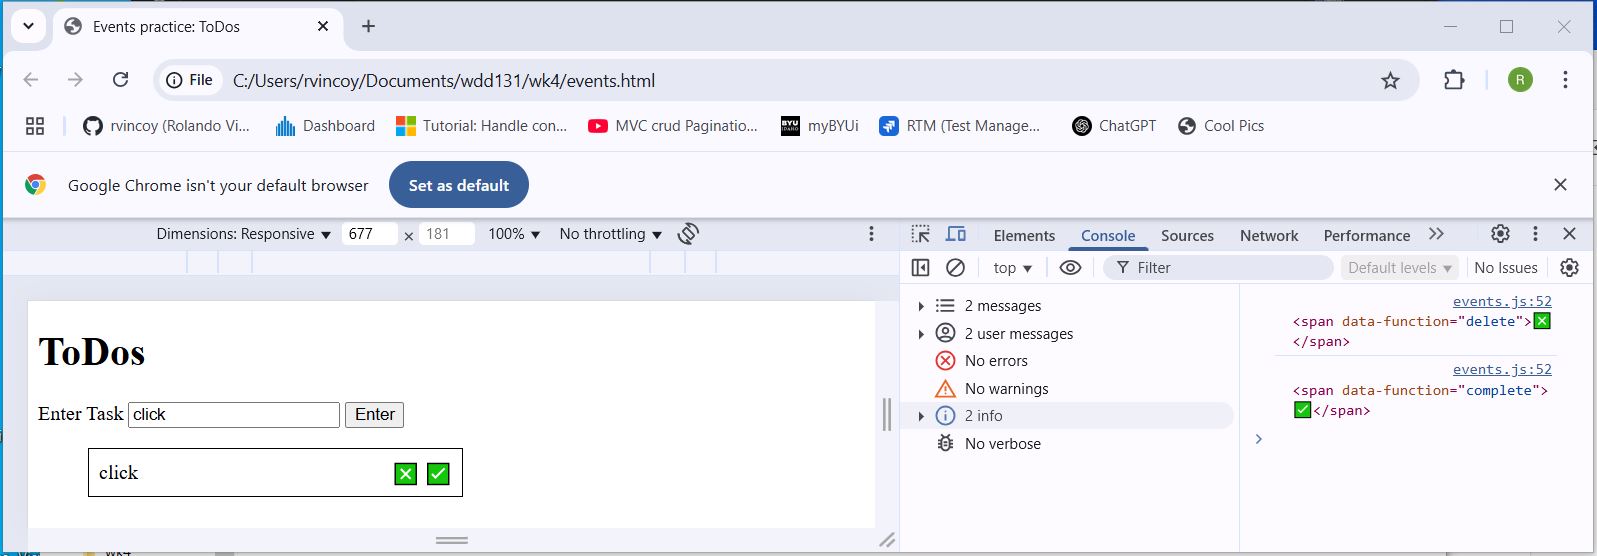 Events practice: ToDos
File C:/Users/rvincoy/Documents/wdd131/wk4/events.html R
rvincoy (Rolando Vi... Dashboard Tutorial: Handle con... MVC crud Paginatio... BYU IDAHO myBYUi RTM (Test Manage... ChatGPT Cool Pics
Google Chrome isn't your default browser Set as default
Dimensions: Responsive 677 × 181 100% No throttling
Elements Console Sources Network Performance
top Filter Default levels No Issues
ToDos
Enter Task click Enter
click
2 messages
2 user messages
No errors
No warnings
2 info
No verbose
events.js:52
<span data-function="delete">❎
</span>
events.js:52
<span data-function="complete">
✅</span>
wk4